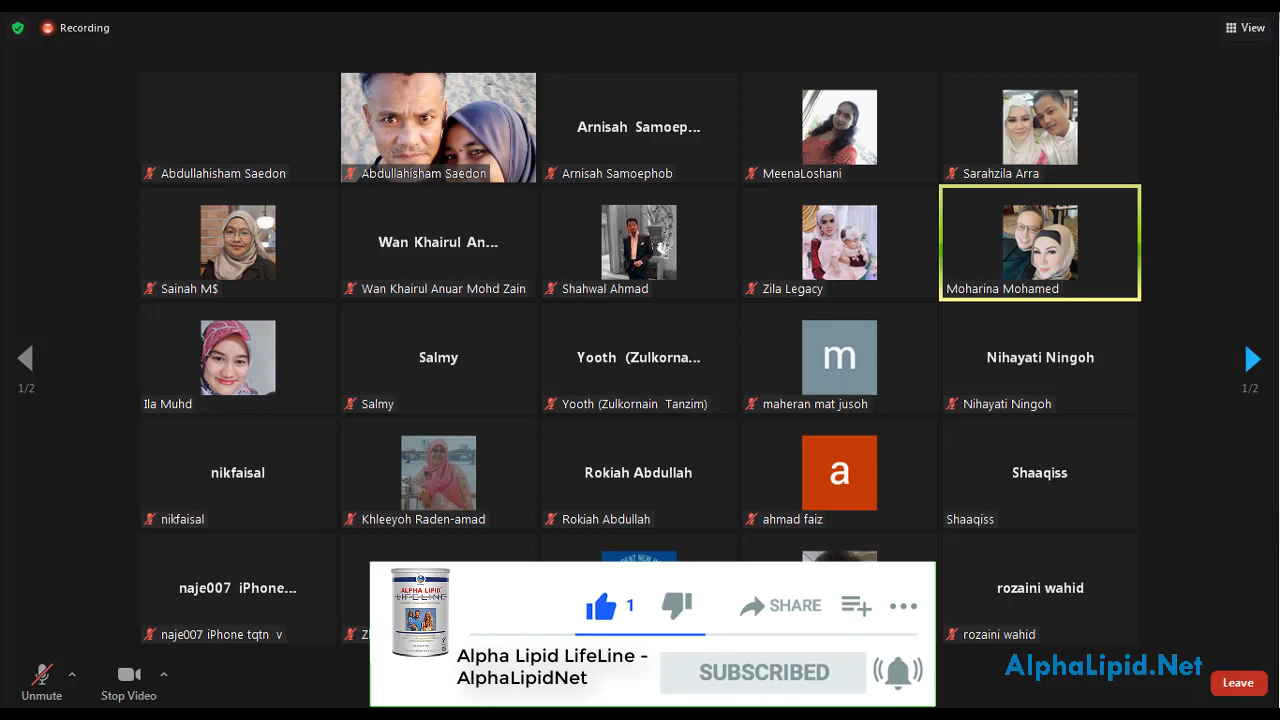 Recording
View
Abdullahisham Saedon
Abdullahisham Saedon
Arnisah Samoep...
Arnisah Samoephob
MeenaLoshani
Sarahzila Arra
Sainah M$
Wan Khairul An...
Wan Khairul Anuar Mohd Zain
Shahwal Ahmad
Zila Legacy
Moharina Mohamed
Ila Muhd
Salmy
Salmy
Yooth (Zulkorna...
Yooth (Zulkornain Tanzim)
m
maheran mat jusoh
Nihayati Ningoh
Nihayati Ningoh
1/2
1/2
nikfaisal
nikfaisal
Khleeyoh Raden-amad
Rokiah Abdullah
Rokiah Abdullah
a
ahmad faiz
Shaaqiss
Shaaqiss
naje007 iPhone...
naje007 iPhone tqtn v
rozaini wahid
rozaini wahid
ALPHA LIPID
LIFELINE
1
SHARE
Alpha Lipid LifeLine -
AlphaLipidNet
SUBSCRIBED
AlphaLipid.Net
Unmute
Stop Video
Leave